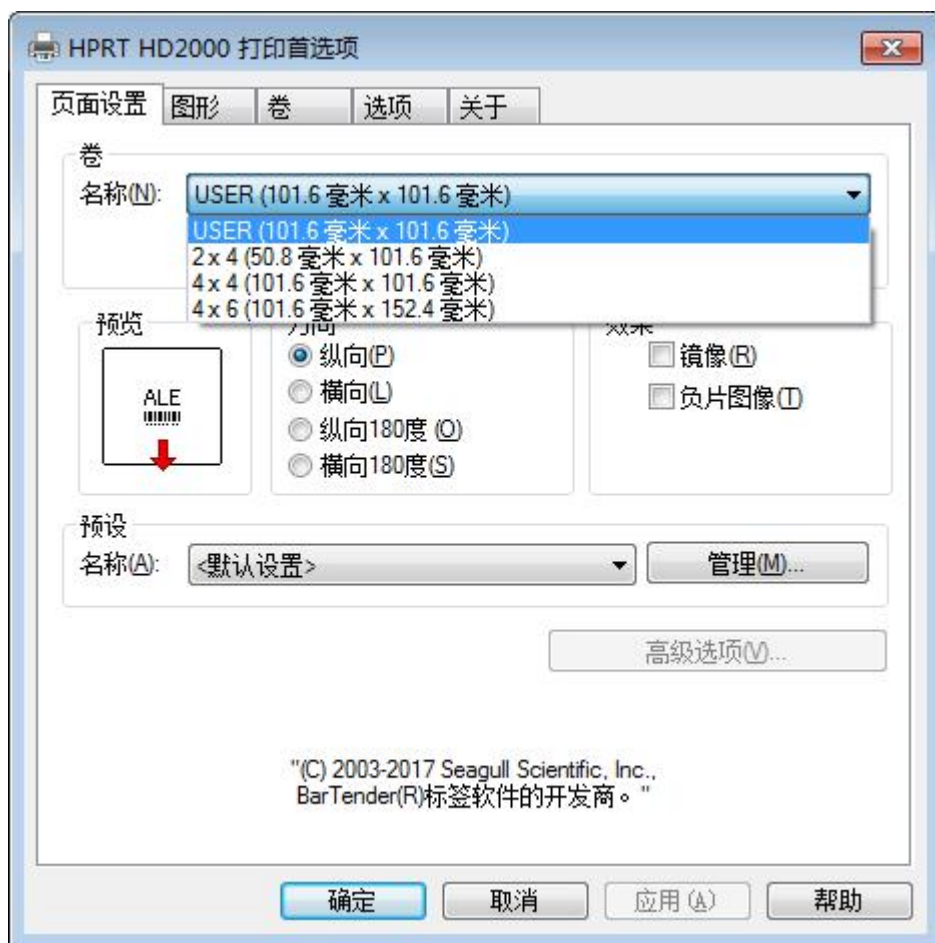 HPRT HD2000 打印首选项
页面设置 图形 卷 选项 关于
卷
名称(N): USER (101.6 毫米 x 101.6 毫米)
USER (101.6 毫米 x 101.6 毫米)
2 x 4 (50.8 毫米 x 101.6 毫米)
4 x 4 (101.6 毫米 x 101.6 毫米)
4 x 6 (101.6 毫米 x 152.4 毫米)
预览 方向 效果
纵向(P) 镜像(R)
ALE 横向(L) 负片图像(T)
纵向180度 (O)
横向180度(S)
预设
名称(A): <默认设置> 管理(M)...
高级选项(V)...
"(C) 2003-2017 Seagull Scientific, Inc.,
BarTender(R)标签软件的开发商。"
确定 取消 应用 (A) 帮助